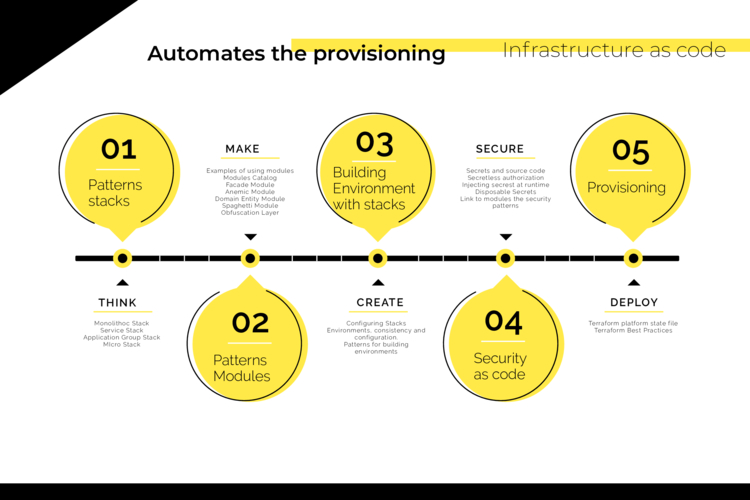 Automates the provisioning
Infrastructure as code
01
Patterns
stacks
THINK
Monolithoc Stack
Service Stack
Application Group Stack
MIcro Stack
MAKE
Examples of using modules
Modules Catalog
Facade Module
Anemic Module
Domain Entity Module
Spaghetti Module
Obfuscation Layer
02
Patterns
Modules
03
Building
Environment
with stacks
CREATE
Configuring Stacks
Environments, consistency and
configuration.
Patterns for building
environments
SECURE
Secrets and source code
Secretless authorization
Injecting secrest at runtime
Disposable Secrets
Link to modules the security
patterns
04
Security
as code
05
Provisioning
DEPLOY
Terraform platform state file
Terraform Best Practices